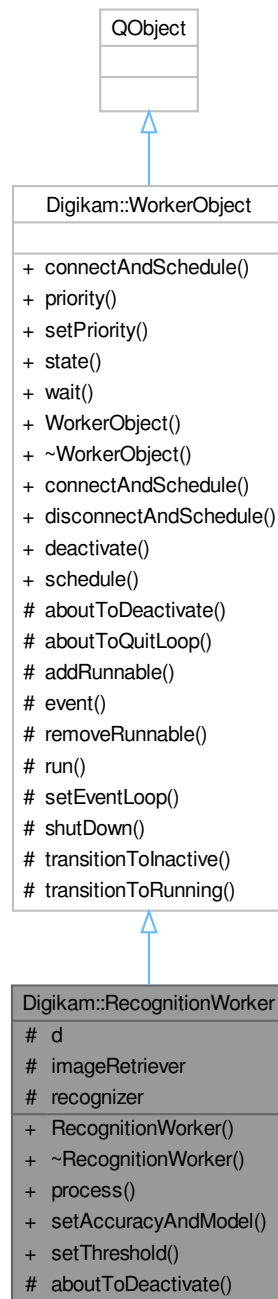 QObject
Digikam::WorkerObject
+ connectAndSchedule()
+ priority()
+ setPriority()
+ state()
+ wait()
+ WorkerObject()
+ ~WorkerObject()
+ connectAndSchedule()
+ disconnectAndSchedule()
+ deactivate()
+ schedule()
# aboutToDeactivate()
# aboutToQuitLoop()
# addRunnable()
# event()
# removeRunnable()
# run()
# setEventLoop()
# shutDown()
# transitionToInactive()
# transitionToRunning()
Digikam::RecognitionWorker
# d
# imageRetriever
# recognizer
+ RecognitionWorker()
+ ~RecognitionWorker()
+ process()
+ setAccuracyAndModel()
+ setThreshold()
# aboutToDeactivate()